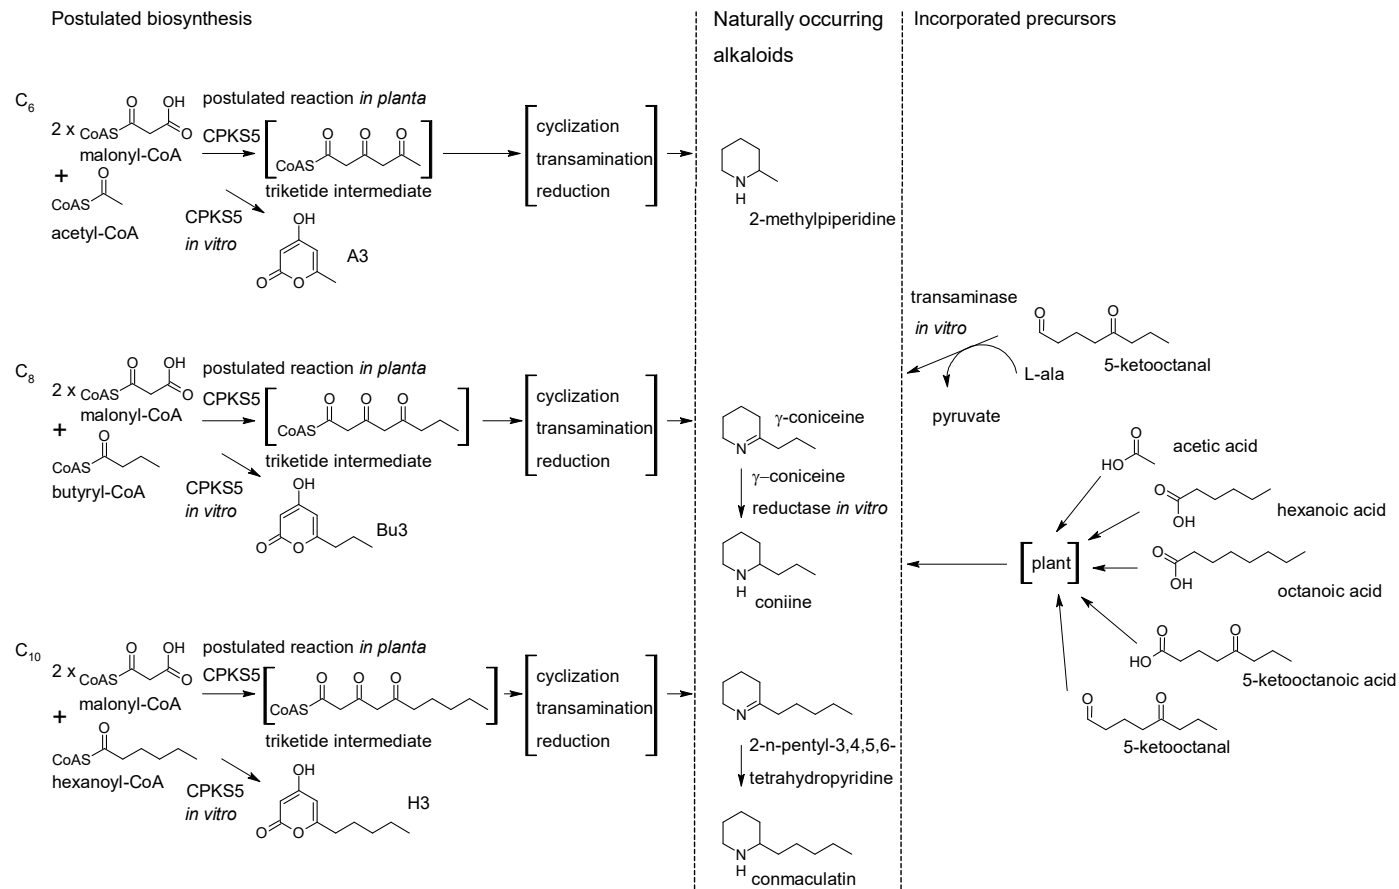 Postulated biosynthesis
Naturally occurring
alkaloids
Incorporated precursors
C6
2 x
O
OH
CoAS
O
malonyl-CoA
+
O
CoAS
acetyl-CoA
postulated reaction in planta
CPKS5
O
O
O
CoAS
triketide intermediate
CPKS5
in vitro
OH
O
O
A3
cyclization
transamination
reduction
N
H
2-methylpiperidine
C8
2 x
O
OH
CoAS
O
malonyl-CoA
+
O
CoAS
butyryl-CoA
postulated reaction in planta
CPKS5
O
O
O
CoAS
triketide intermediate
CPKS5
in vitro
OH
O
O
Bu3
cyclization
transamination
reduction
γ-coniceine
N
γ–coniceine
reductase in vitro
N
H
coniine
C10
2 x
O
OH
CoAS
O
malonyl-CoA
+
O
CoAS
hexanoyl-CoA
postulated reaction in planta
CPKS5
O
O
O
CoAS
triketide intermediate
CPKS5
in vitro
OH
O
O
H3
cyclization
transamination
reduction
N
2-n-pentyl-3,4,5,6-
tetrahydropyridine
N
H
conmaculatin
transaminase
in vitro
O
O
5-ketooctanal
L-ala
pyruvate
O
HO
acetic acid
O
OH
hexanoic acid
plant
O
OH
octanoic acid
O
O
HO
5-ketooctanoic acid
O
O
5-ketooctanal